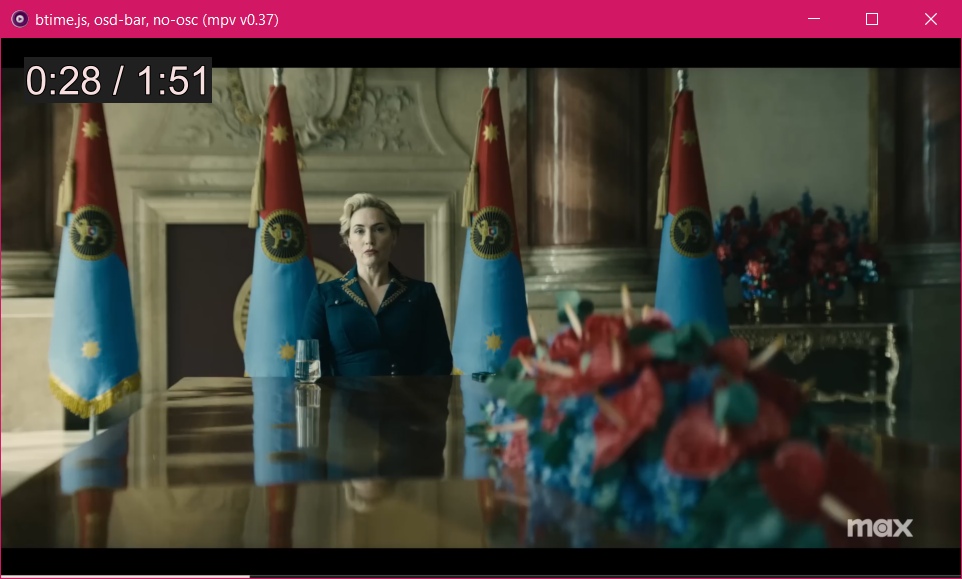 btime.js, osd-bar, no-osc (mpv v0.37)
0:28 / 1:51
max